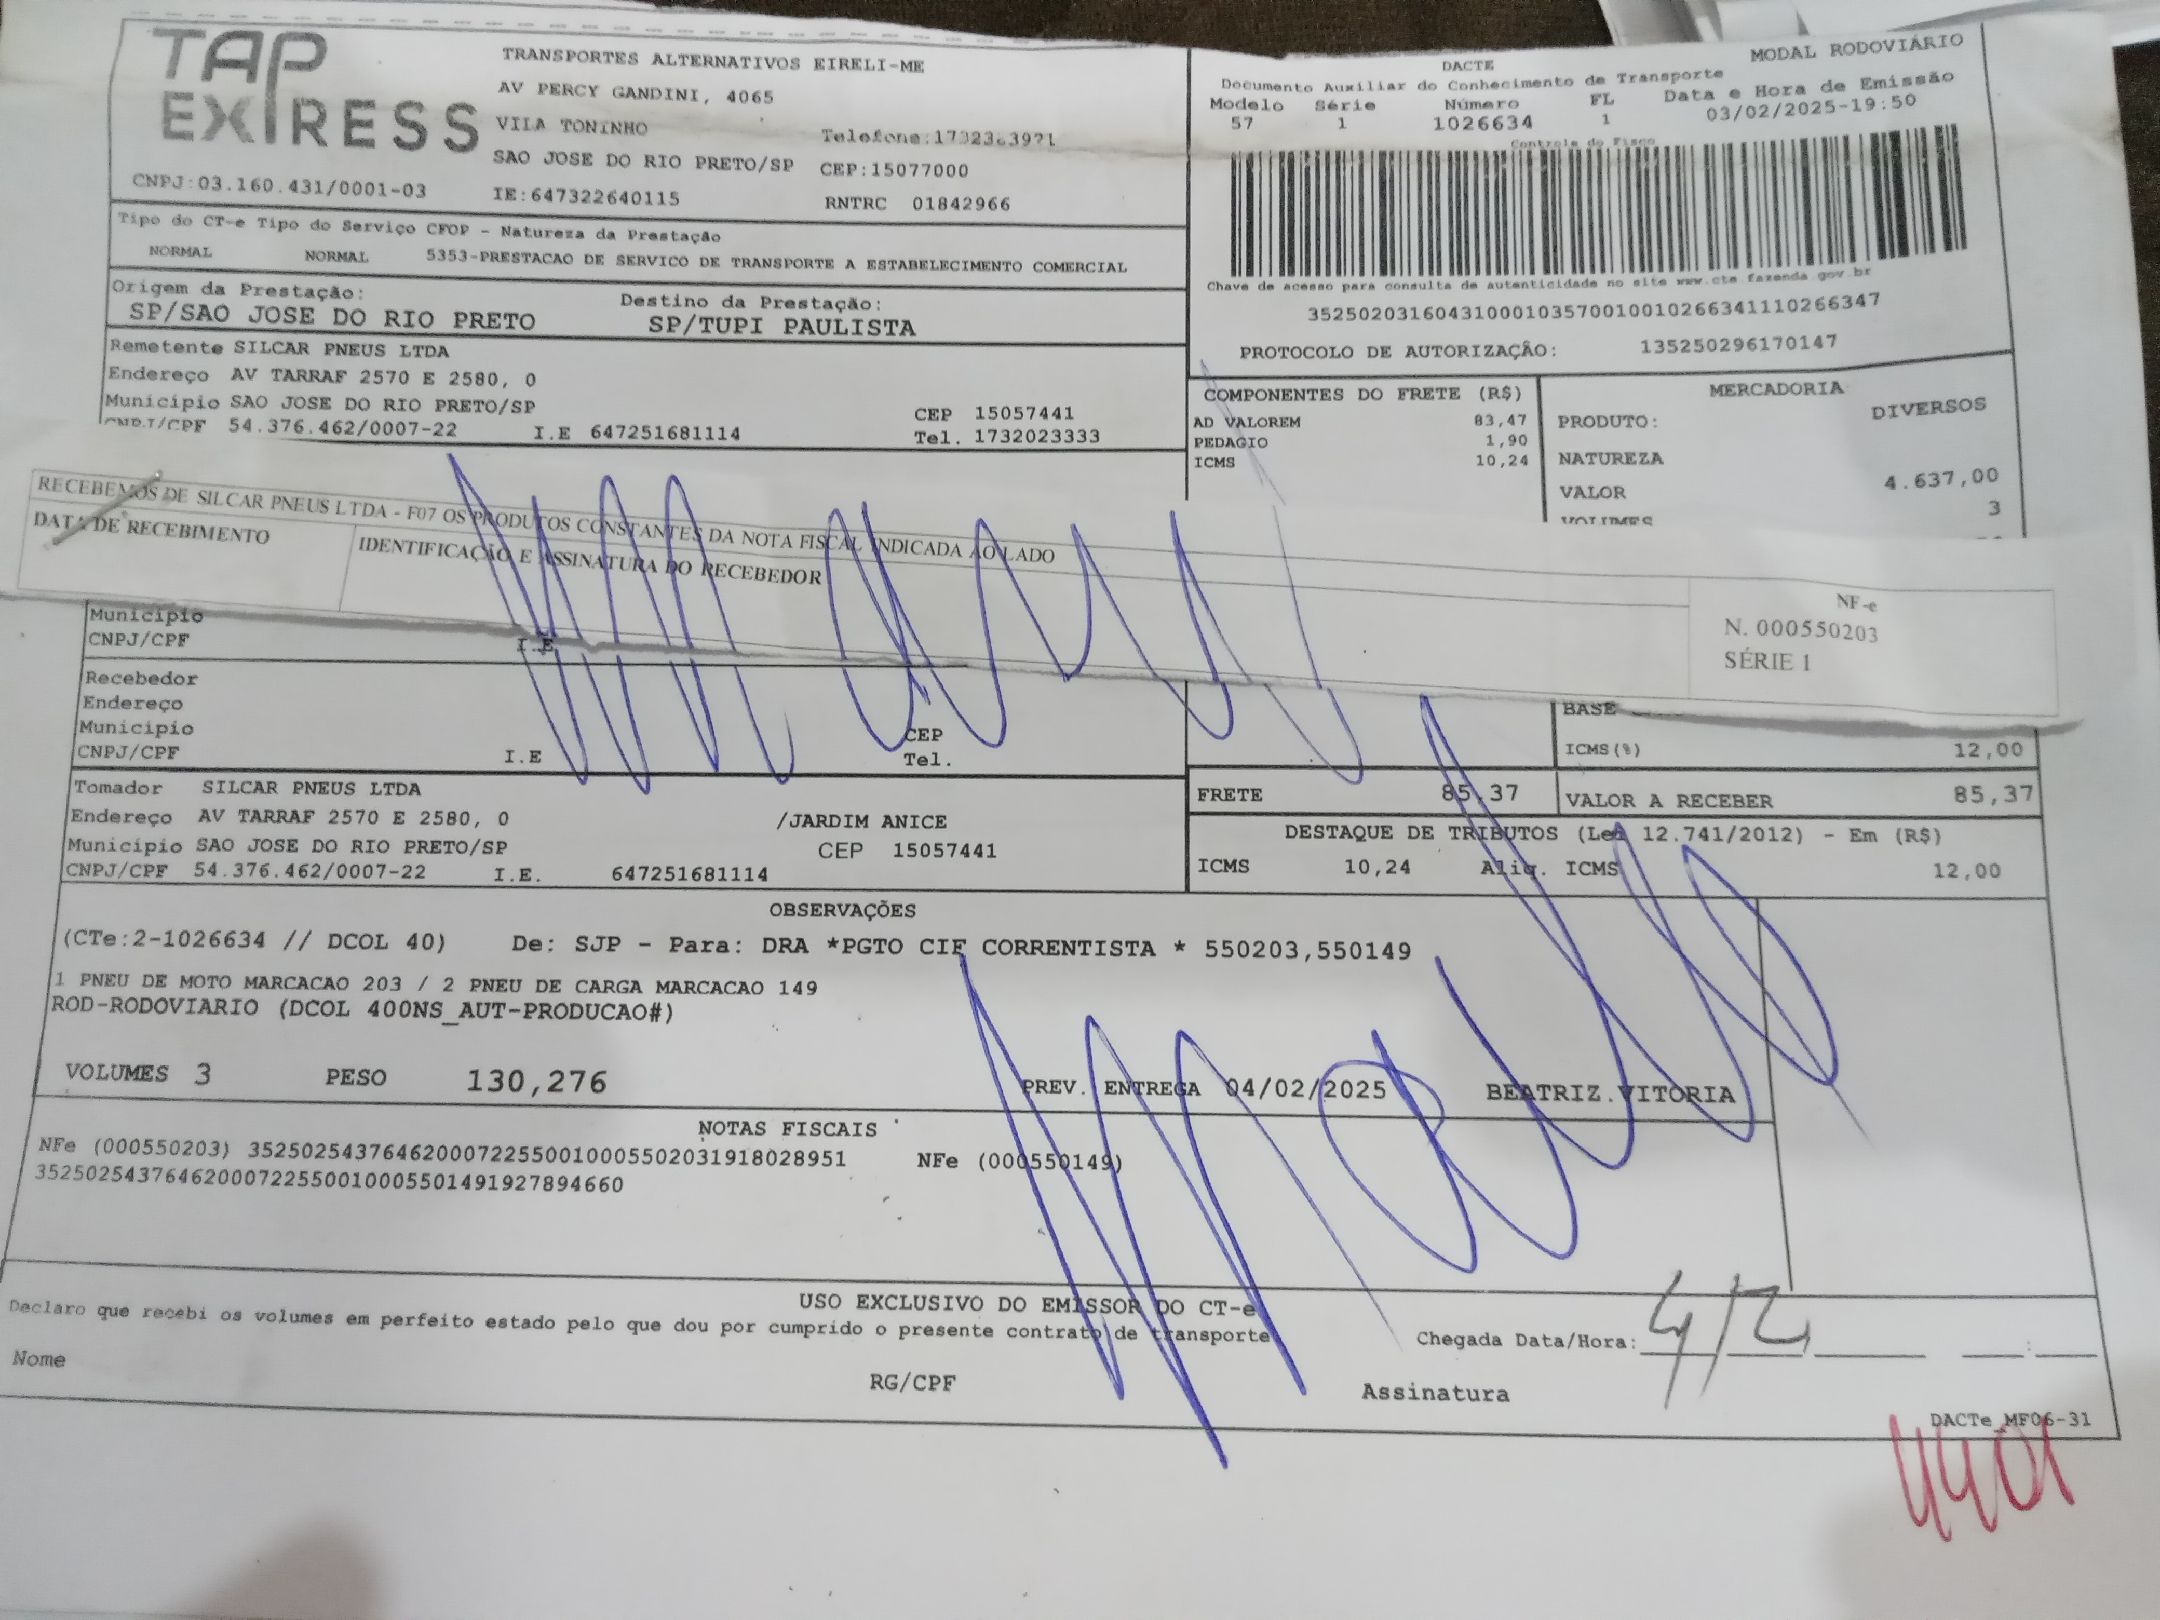 TAP EXPRESS
TRANSPORTES ALTERNATIVOS EIRELI-ME
AV PERCY GANDINI, 4065
VILA TONINHO
SAO JOSE DO RIO PRETO/SP CEP:15077000
CNPJ:03.160.431/0001-03 IE:647322640115 RNTRC 01842966
DACTE MODAL RODOVIÁRIO
Documento Auxiliar do Conhecimento de Transporte
Modelo Série Número FL Data e Hora de Emissão
57 1 1026634 1 03/02/2025-19:50
Controle do Fisco
Chave de acesso para consulta de autenticidade no site www.cte.fazenda.gov.br
35250203160431000103570010010266341110266347
PROTOCOLO DE AUTORIZAÇÃO: 135250296170147
Tipo do CT-e Tipo do Serviço CFOP - Natureza da Prestação
NORMAL NORMAL 5353-PRESTACAO DE SERVICO DE TRANSPORTE A ESTABELECIMENTO COMERCIAL
Origem da Prestação: Destino da Prestação:
SP/SAO JOSE DO RIO PRETO SP/TUPI PAULISTA
Remetente SILCAR PNEUS LTDA
Endereço AV TARRAF 2570 E 2580, 0
Município SAO JOSE DO RIO PRETO/SP CEP 15057441
CNPJ/CPF 54.376.462/0007-22 I.E 647251681114 Tel. 1732023333
COMPONENTES DO FRETE (R$)
AD VALOREM 83,47
PEDAGIO 1,90
ICMS 10,24
MERCADORIA
PRODUTO: DIVERSOS
NATUREZA
VALOR 4.637,00
VOLUMES 3
RECEBEMOS DE SILCAR PNEUS LTDA - F07 OS PRODUTOS CONSTANTES DA NOTA FISCAL INDICADA AO LADO
DATA DE RECEBIMENTO IDENTIFICAÇÃO E ASSINATURA DO RECEBEDOR
NF-e
N. 000550203
SÉRIE 1
Município
CNPJ/CPF I.E
Recebedor
Endereço
Município CEP
CNPJ/CPF I.E Tel.
BASE
ICMS(%) 12,00
Tomador SILCAR PNEUS LTDA
Endereço AV TARRAF 2570 E 2580, 0 /JARDIM ANICE
Município SAO JOSE DO RIO PRETO/SP CEP 15057441
CNPJ/CPF 54.376.462/0007-22 I.E. 647251681114
FRETE 85,37 VALOR A RECEBER 85,37
DESTAQUE DE TRIBUTOS (Lei 12.741/2012) - Em (R$)
ICMS 10,24 Aliq. ICMS 12,00
OBSERVAÇÕES
(CTe:2-1026634 // DCOL 40) De: SJP - Para: DRA *PGTO CIF CORRENTISTA * 550203,550149
1 PNEU DE MOTO MARCACAO 203 / 2 PNEU DE CARGA MARCACAO 149
ROD-RODOVIARIO (DCOL 400NS_AUT-PRODUCAO#)
VOLUMES 3 PESO 130,276 PREV. ENTREGA 04/02/2025 BEATRIZ.VITORIA
NOTAS FISCAIS
NFe (000550203) 35250254376462000722550010005502031918028951 NFe (000550149)
35250254376462000722550010005501491927894660
USO EXCLUSIVO DO EMISSOR DO CT-e
Declaro que recebi os volumes em perfeito estado pelo que dou por cumprido o presente contrato de transporte
Chegada Data/Hora: 4/2
Nome RG/CPF Assinatura
DACTe_MF06-31